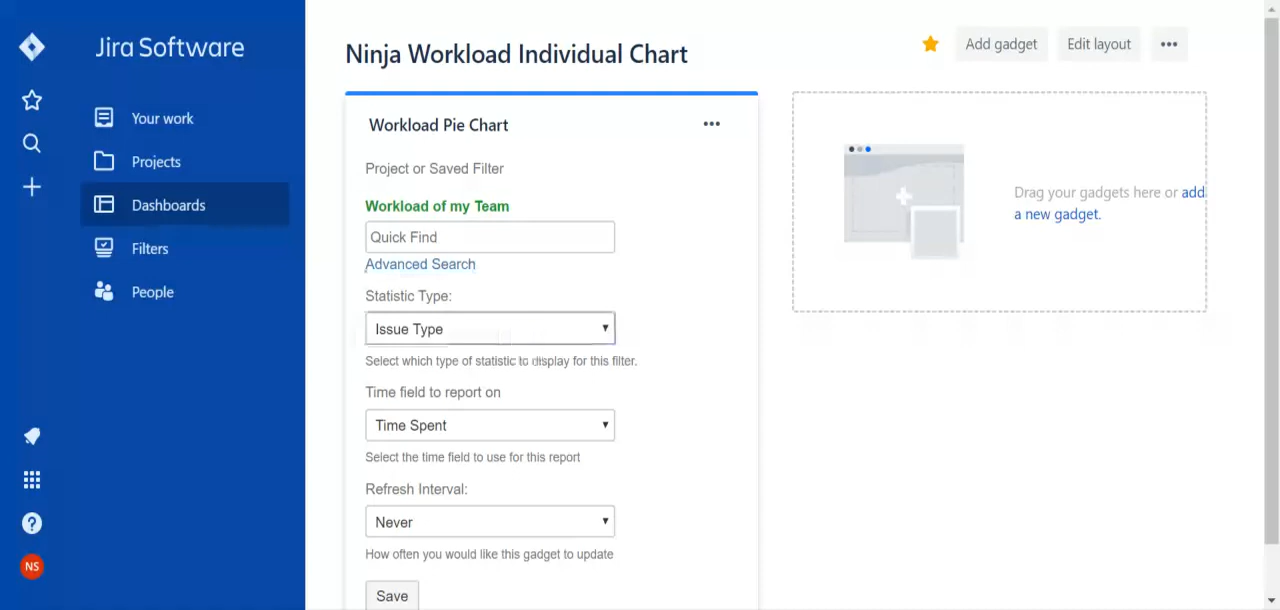 Jira Software
Your work
Projects
Dashboards
Filters
People
NS
Ninja Workload Individual Chart
Add gadget
Edit layout
Workload Pie Chart
Project or Saved Filter
Workload of my Team
Quick Find
Advanced Search
Statistic Type:
Issue Type
Select which type of statistic to display for this filter.
Time field to report on
Time Spent
Select the time field to use for this report
Refresh Interval:
Never
How often you would like this gadget to update
Save
Drag your gadgets here or add
a new gadget.